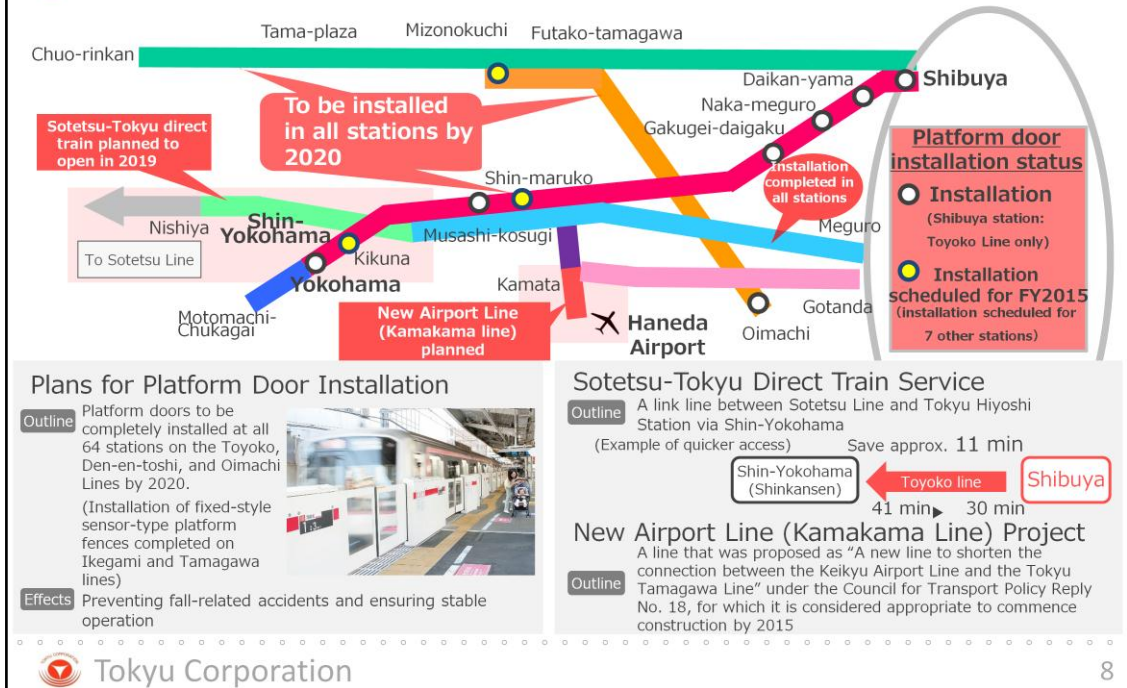 Tama-plaza
Mizonokuchi
Futako-tamagawa
Chuo-rinkan
Daikan-yama
Shibuya
Naka-meguro
Gakugei-daigaku
To be installed
in all stations by
2020
Sotetsu-Tokyu direct
train planned to
open in 2019
Platform door
installation status
Installation
(Shibuya station:
Toyoko Line only)
Installation
scheduled for FY2015
(installation scheduled for
7 other stations)
Shin-maruko
Installation
completed in
all stations
Nishiya
Shin-
Yokohama
Musashi-kosugi
Meguro
To Sotetsu Line
Kikuna
Yokohama
Kamata
Motomachi-
Chukagai
New Airport Line
(Kamakama line)
planned
Haneda
Airport
Gotanda
Oimachi
Plans for Platform Door Installation
Outline
Platform doors to be
completely installed at all
64 stations on the Toyoko,
Den-en-toshi, and Oimachi
Lines by 2020.
(Installation of fixed-style
sensor-type platform
fences completed on
Ikegami and Tamagawa
lines)
Effects
Preventing fall-related accidents and ensuring stable
operation
Sotetsu-Tokyu Direct Train Service
Outline
A link line between Sotetsu Line and Tokyu Hiyoshi
Station via Shin-Yokohama
(Example of quicker access)
Save approx. 11 min
Shin-Yokohama
(Shinkansen)
Toyoko line
Shibuya
41 min▶ 30 min
New Airport Line (Kamakama Line) Project
Outline
A line that was proposed as “A new line to shorten the
connection between the Keikyu Airport Line and the Tokyu
Tamagawa Line” under the Council for Transport Policy Reply
No. 18, for which it is considered appropriate to commence
construction by 2015
Tokyu Corporation
8